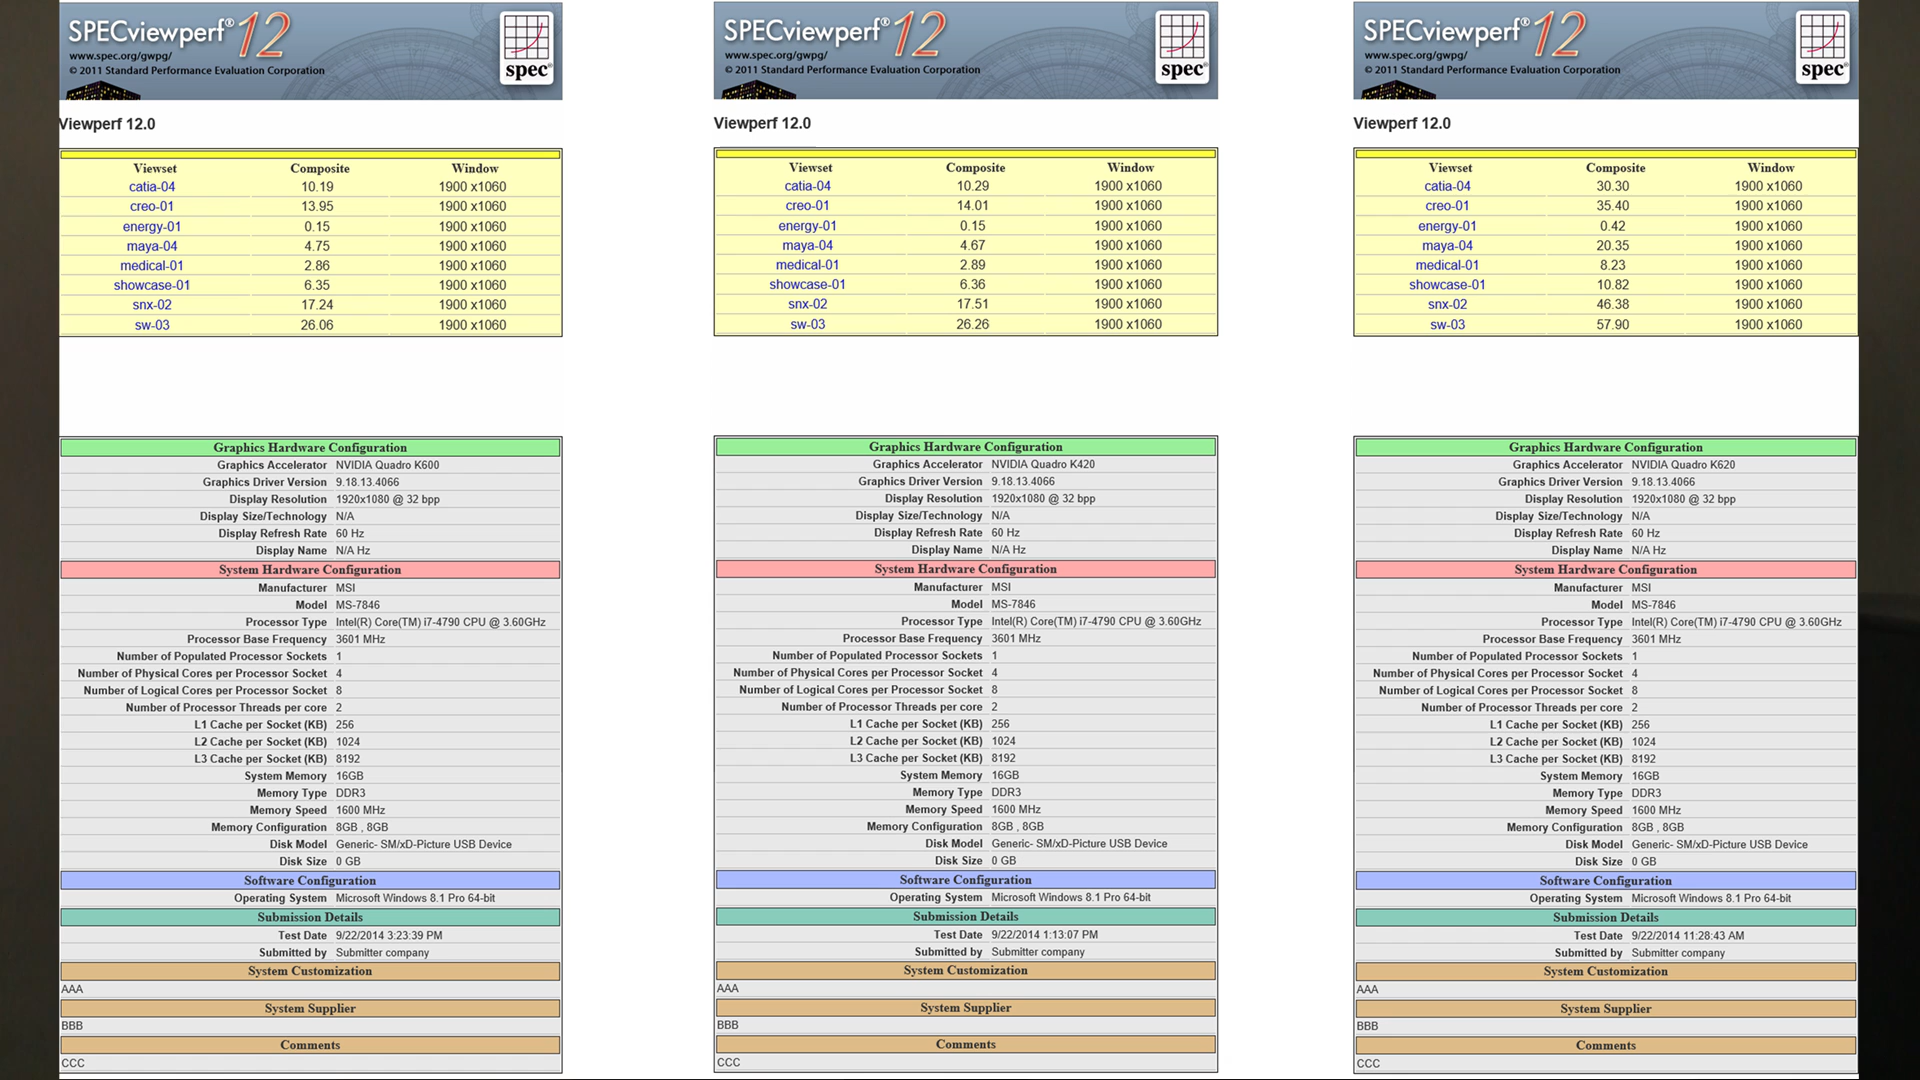 SPECviewperf® 12
www.spec.org/gwpg/
© 2011 Standard Performance Evaluation Corporation
spec®
Viewperf 12.0
Viewset Composite Window
catia-04 10.19 1900 x1060
creo-01 13.95 1900 x1060
energy-01 0.15 1900 x1060
maya-04 4.75 1900 x1060
medical-01 2.86 1900 x1060
showcase-01 6.35 1900 x1060
snx-02 17.24 1900 x1060
sw-03 26.06 1900 x1060
Graphics Hardware Configuration
Graphics Accelerator NVIDIA Quadro K600
Graphics Driver Version 9.18.13.4066
Display Resolution 1920x1080 @ 32 bpp
Display Size/Technology N/A
Display Refresh Rate 60 Hz
Display Name N/A Hz
System Hardware Configuration
Manufacturer MSI
Model MS-7846
Processor Type Intel(R) Core(TM) i7-4790 CPU @ 3.60GHz
Processor Base Frequency 3601 MHz
Number of Populated Processor Sockets 1
Number of Physical Cores per Processor Socket 4
Number of Logical Cores per Processor Socket 8
Number of Processor Threads per core 2
L1 Cache per Socket (KB) 256
L2 Cache per Socket (KB) 1024
L3 Cache per Socket (KB) 8192
System Memory 16GB
Memory Type DDR3
Memory Speed 1600 MHz
Memory Configuration 8GB , 8GB
Disk Model Generic- SM/xD-Picture USB Device
Disk Size 0 GB
Software Configuration
Operating System Microsoft Windows 8.1 Pro 64-bit
Submission Details
Test Date 9/22/2014 3:23:39 PM
Submitted by Submitter company
System Customization
AAA
System Supplier
BBB
Comments
CCC
SPECviewperf® 12
www.spec.org/gwpg/
© 2011 Standard Performance Evaluation Corporation
spec®
Viewperf 12.0
Viewset Composite Window
catia-04 10.29 1900 x1060
creo-01 14.01 1900 x1060
energy-01 0.15 1900 x1060
maya-04 4.67 1900 x1060
medical-01 2.89 1900 x1060
showcase-01 6.36 1900 x1060
snx-02 17.51 1900 x1060
sw-03 26.26 1900 x1060
Graphics Hardware Configuration
Graphics Accelerator NVIDIA Quadro K420
Graphics Driver Version 9.18.13.4066
Display Resolution 1920x1080 @ 32 bpp
Display Size/Technology N/A
Display Refresh Rate 60 Hz
Display Name N/A Hz
System Hardware Configuration
Manufacturer MSI
Model MS-7846
Processor Type Intel(R) Core(TM) i7-4790 CPU @ 3.60GHz
Processor Base Frequency 3601 MHz
Number of Populated Processor Sockets 1
Number of Physical Cores per Processor Socket 4
Number of Logical Cores per Processor Socket 8
Number of Processor Threads per core 2
L1 Cache per Socket (KB) 256
L2 Cache per Socket (KB) 1024
L3 Cache per Socket (KB) 8192
System Memory 16GB
Memory Type DDR3
Memory Speed 1600 MHz
Memory Configuration 8GB , 8GB
Disk Model Generic- SM/xD-Picture USB Device
Disk Size 0 GB
Software Configuration
Operating System Microsoft Windows 8.1 Pro 64-bit
Submission Details
Test Date 9/22/2014 1:13:07 PM
Submitted by Submitter company
System Customization
AAA
System Supplier
BBB
Comments
CCC
SPECviewperf® 12
www.spec.org/gwpg/
© 2011 Standard Performance Evaluation Corporation
spec®
Viewperf 12.0
Viewset Composite Window
catia-04 30.30 1900 x1060
creo-01 35.40 1900 x1060
energy-01 0.42 1900 x1060
maya-04 20.35 1900 x1060
medical-01 8.23 1900 x1060
showcase-01 10.82 1900 x1060
snx-02 46.38 1900 x1060
sw-03 57.90 1900 x1060
Graphics Hardware Configuration
Graphics Accelerator NVIDIA Quadro K620
Graphics Driver Version 9.18.13.4066
Display Resolution 1920x1080 @ 32 bpp
Display Size/Technology N/A
Display Refresh Rate 60 Hz
Display Name N/A Hz
System Hardware Configuration
Manufacturer MSI
Model MS-7846
Processor Type Intel(R) Core(TM) i7-4790 CPU @ 3.60GHz
Processor Base Frequency 3601 MHz
Number of Populated Processor Sockets 1
Number of Physical Cores per Processor Socket 4
Number of Logical Cores per Processor Socket 8
Number of Processor Threads per core 2
L1 Cache per Socket (KB) 256
L2 Cache per Socket (KB) 1024
L3 Cache per Socket (KB) 8192
System Memory 16GB
Memory Type DDR3
Memory Speed 1600 MHz
Memory Configuration 8GB , 8GB
Disk Model Generic- SM/xD-Picture USB Device
Disk Size 0 GB
Software Configuration
Operating System Microsoft Windows 8.1 Pro 64-bit
Submission Details
Test Date 9/22/2014 11:28:43 AM
Submitted by Submitter company
System Customization
AAA
System Supplier
BBB
Comments
CCC